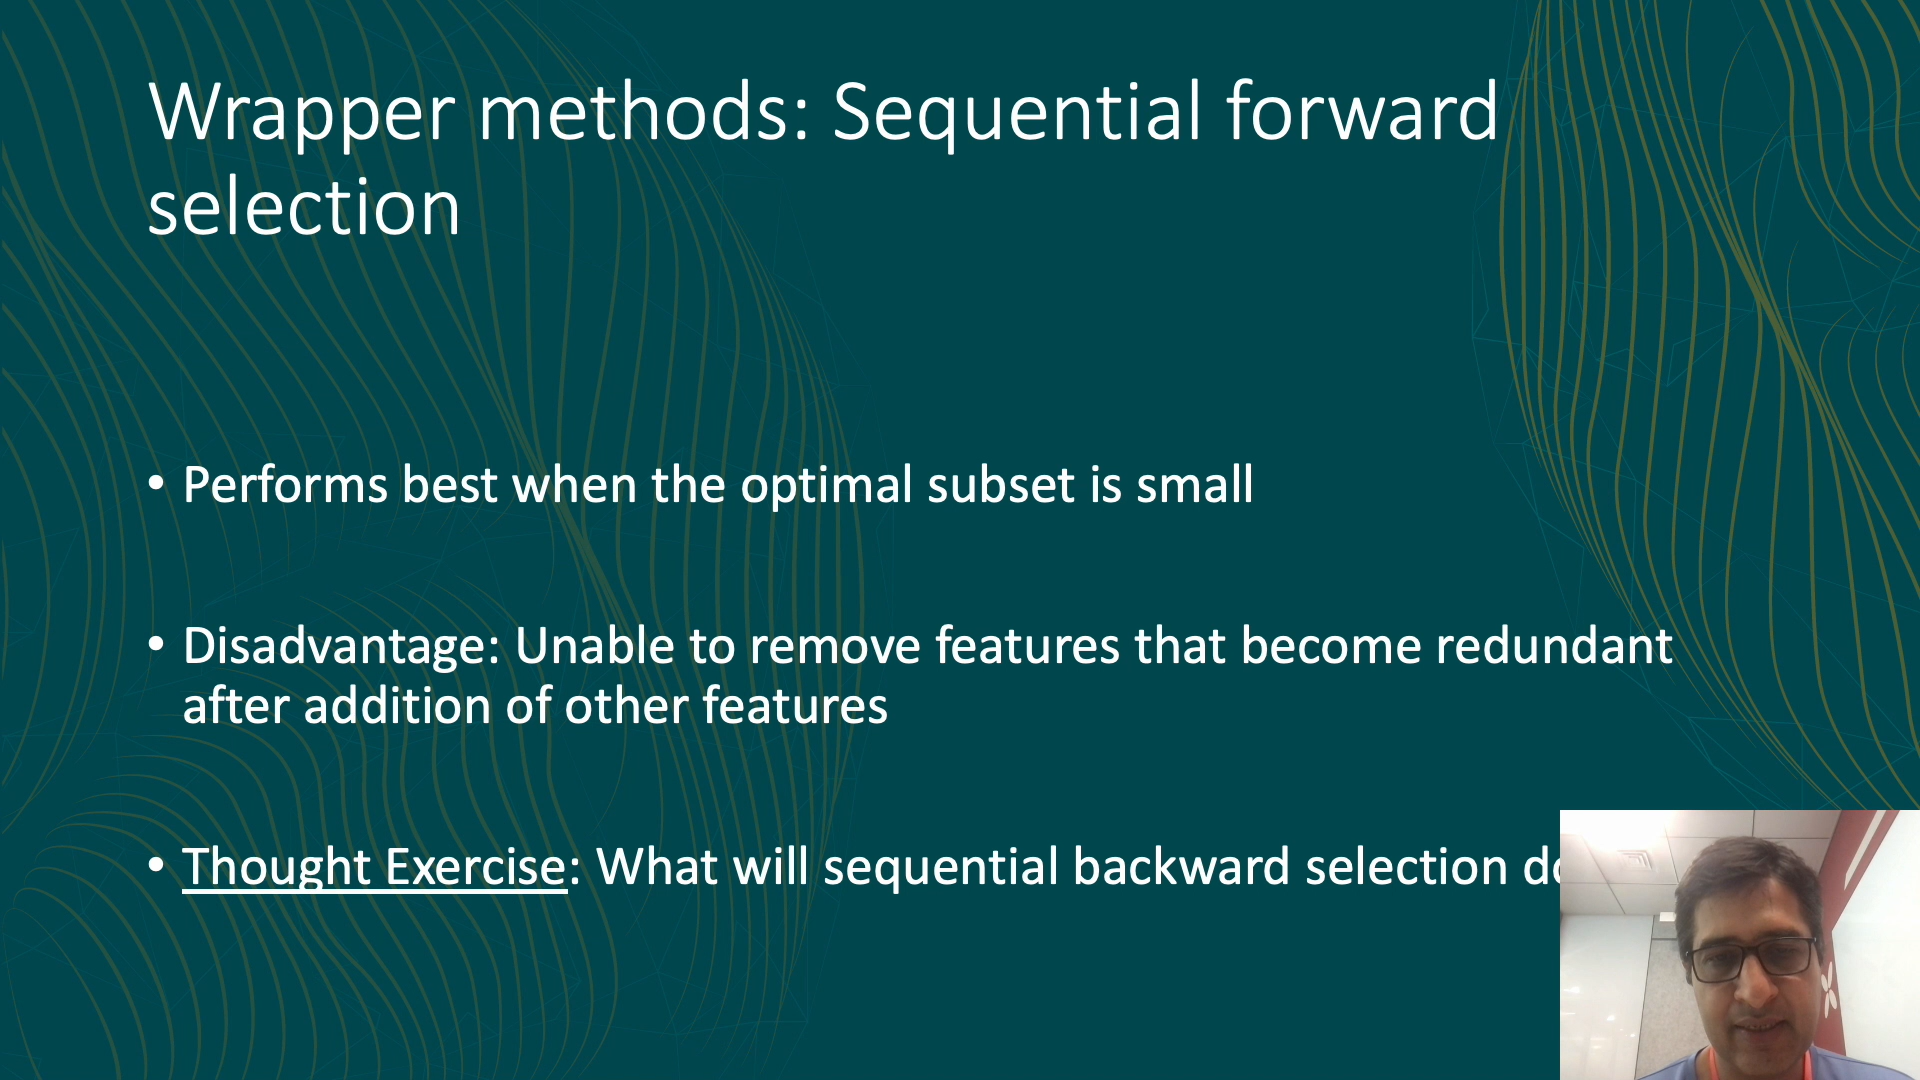 Wrapper methods: Sequential forward
selection
• Performs best when the optimal subset is small
• Disadvantage: Unable to remove features that become redundant
after addition of other features
• Thought Exercise: What will sequential backward selection